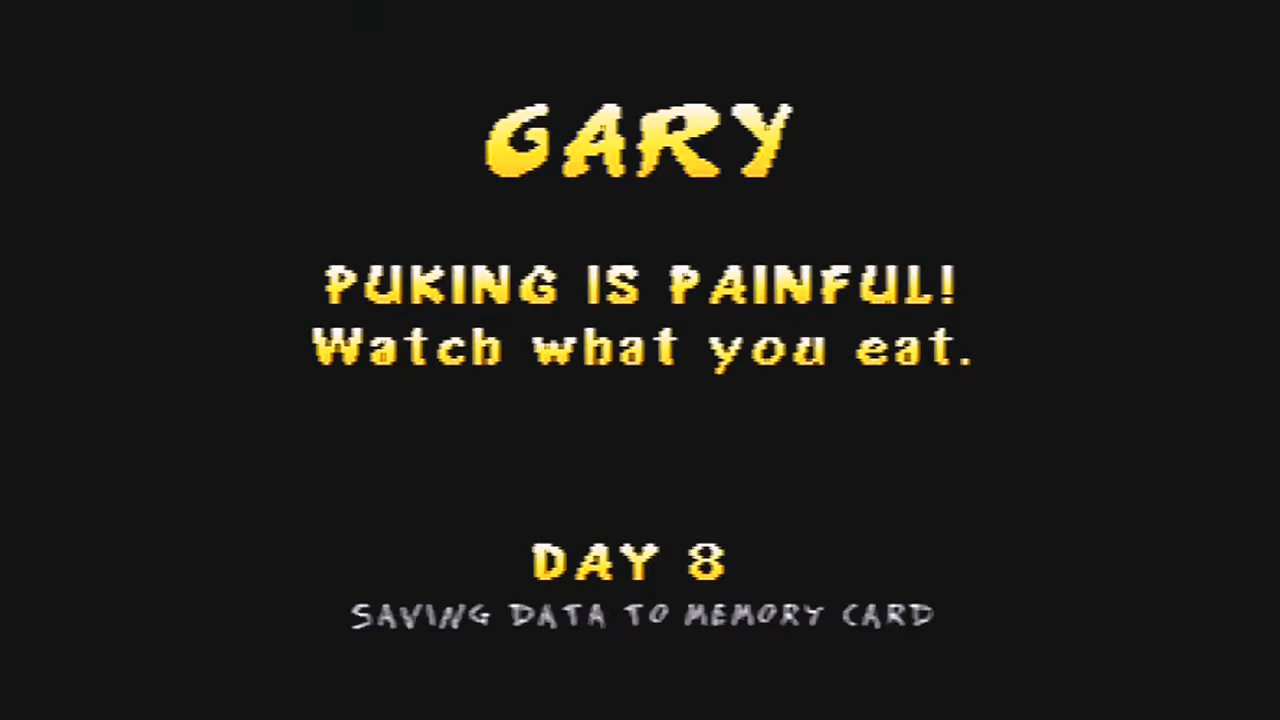 GARY
PUKING IS PAINFUL!
Watch what you eat.
DAY 8
SAVING DATA TO MEMORY CARD